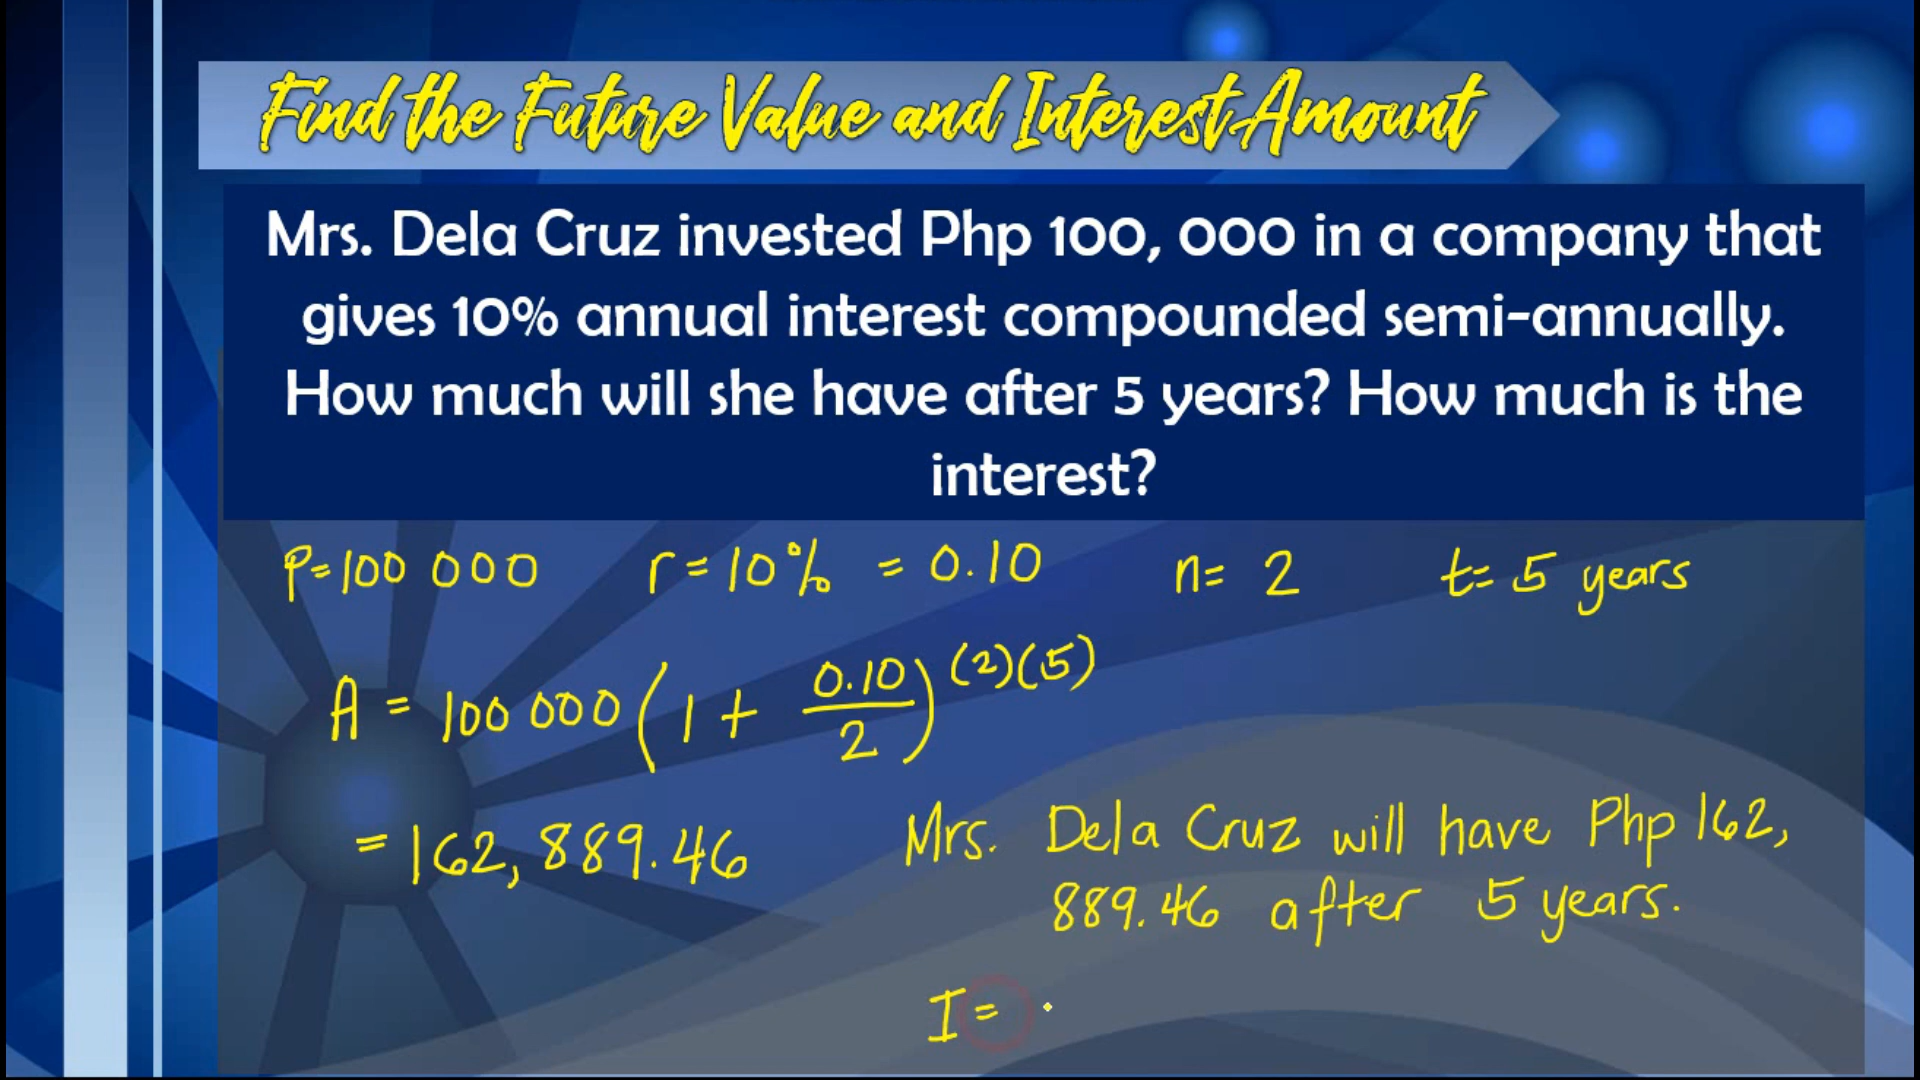 Find the Future Value and Interest Amount
Mrs. Dela Cruz invested Php 100, 000 in a company that
gives 10% annual interest compounded semi-annually.
How much will she have after 5 years? How much is the
interest?
P=100 000 r=10% = 0.10 n= 2 t= 5 years
A = 100 000 (1 + 0.10/2)^(2)(5)
= 162,889.46
Mrs. Dela Cruz will have Php 162,
889.46 after 5 years.
I =